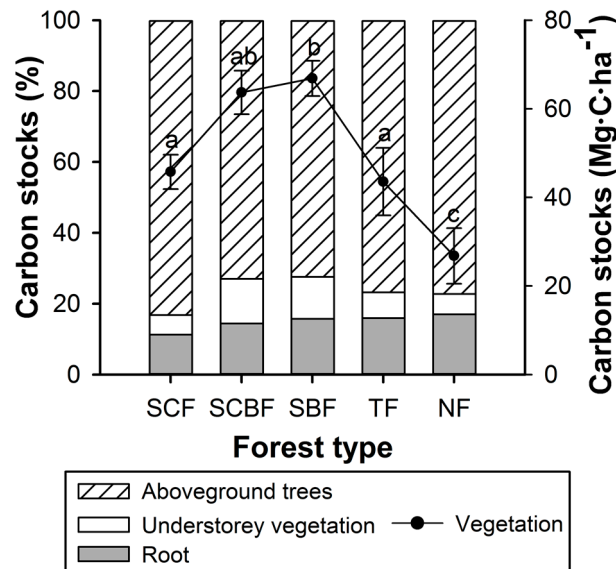 Carbon stocks (%)
100
80
60
40
20
0
a
ab
b
a
c
80
60
40
20
0
Carbon stocks (Mg·C·ha⁻¹)
SCF SCBF SBF TF NF
Forest type
Aboveground trees
Understorey vegetation
Vegetation
Root